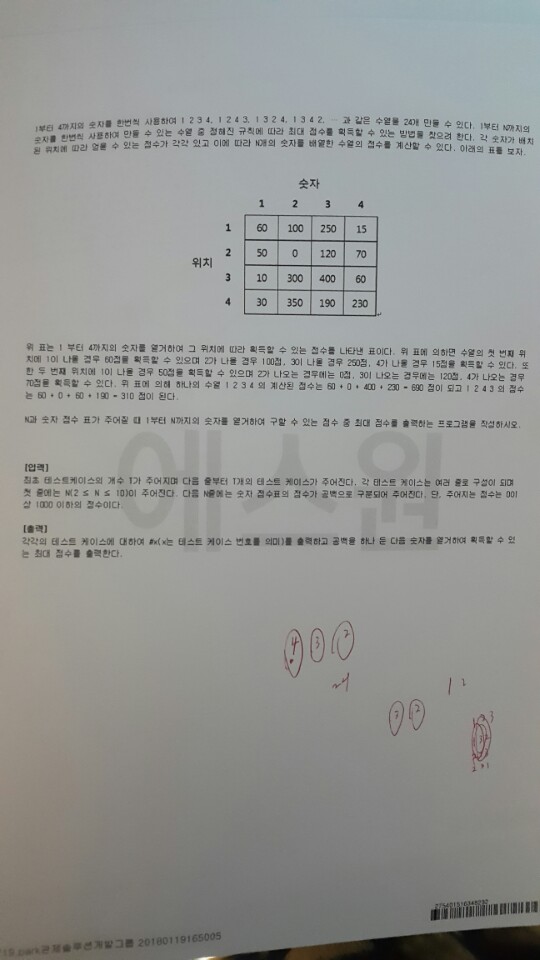 1부터 4까지의 숫자를 한번씩 사용하여 1 2 3 4, 1 2 4 3, 1 3 2 4, 1 3 4 2, … 과 같은 수열을 24개 만들 수 있다. 1부터 N까지의
숫자를 한번씩 사용하여 만들 수 있는 수열 중 정해진 규칙에 따라 최대 점수를 획득할 수 있는 방법을 찾으려 한다. 각 숫자가 배치
된 위치에 따라 얻을 수 있는 점수가 각각 있고 이에 따라 N개의 숫자를 배열한 수열의 점수를 계산할 수 있다. 아래의 표를 보자.
숫자
1 2 3 4
1 60 100 250 15
위치
2 50 0 120 70
3 10 300 400 60
4 30 350 190 230
위 표는 1 부터 4까지의 숫자를 열거하여 그 위치에 따라 획득할 수 있는 점수를 나타낸 표이다. 위 표에 의하면 수열의 첫 번째 위
치에 1이 나올 경우 60점을 획득할 수 있으며 2가 나올 경우 100점, 3이 나올 경우 250점, 4가 나올 경우 15점을 획득할 수 있다. 또
한 두 번째 위치에 1이 나올 경우 50점을 획득할 수 있으며 2가 나오는 경우에는 0점, 3이 나오는 경우에는 120점, 4가 나오는 경우
70점을 획득할 수 있다. 위 표에 의해 하나의 수열 1 2 3 4 의 계산된 점수는 60 + 0 + 400 + 230 = 690 점이 되고 1 2 4 3 의 점수
는 60 + 0 + 60 + 190 = 310 점이 된다.
N과 숫자 점수 표가 주어질 때 1부터 N까지의 숫자를 열거하여 구할 수 있는 점수 중 최대 점수를 출력하는 프로그램을 작성하시오.
에스원
[입력]
최초 테스트케이스의 개수 T가 주어지며 다음 줄부터 T개의 테스트 케이스가 주어진다. 각 테스트 케이스는 여러 줄로 구성이 되며
첫 줄에는 N(2 ≤ N ≤ 10)이 주어진다. 다음 N줄에는 숫자 점수표의 점수가 공백으로 구분되어 주어진다. 단, 주어지는 점수는 0이
상 1000 이하의 정수이다.
[출력]
각각의 테스트 케이스에 대하여 #x(x는 테스트 케이스 번호를 의미)를 출력하고 공백을 하나 둔 다음 숫자를 열거하여 획득할 수 있
는 최대 점수를 출력한다.
4 3 1 2
24
1 2
3 1 2
20180119165005